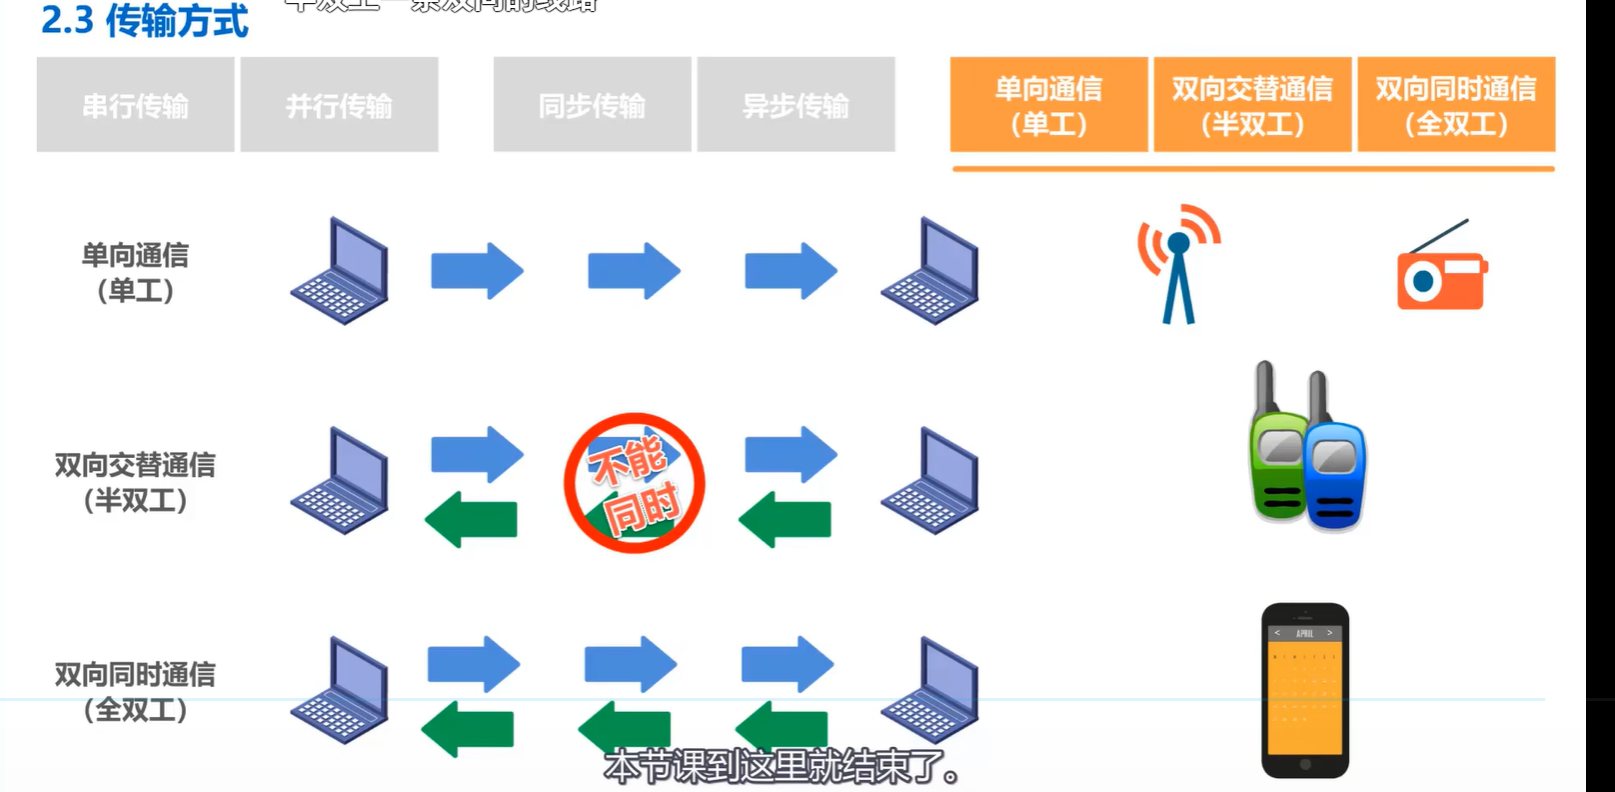 2.3 传输方式
串行传输
并行传输
同步传输
异步传输
单向通信
（单工）
双向交替通信
（半双工）
双向同时通信
（全双工）
单向通信
（单工）
双向交替通信
（半双工）
不能
同时
双向同时通信
（全双工）
< APRIL >
本节课到这里就结束了。